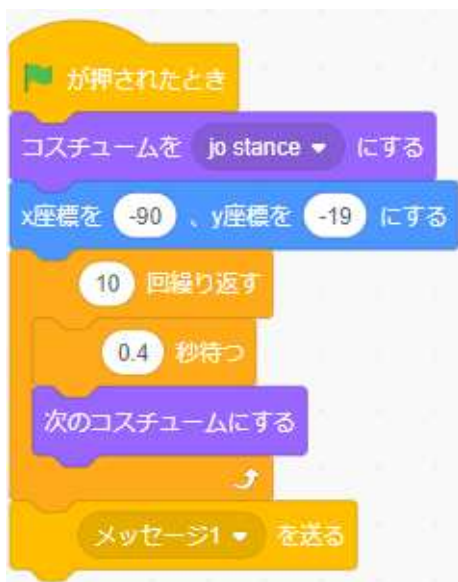 が押されたとき
コスチュームを jo stance にする
x座標を -90 、y座標を -19 にする
10 回繰り返す
0.4 秒待つ
次のコスチュームにする
メッセージ1 を送る